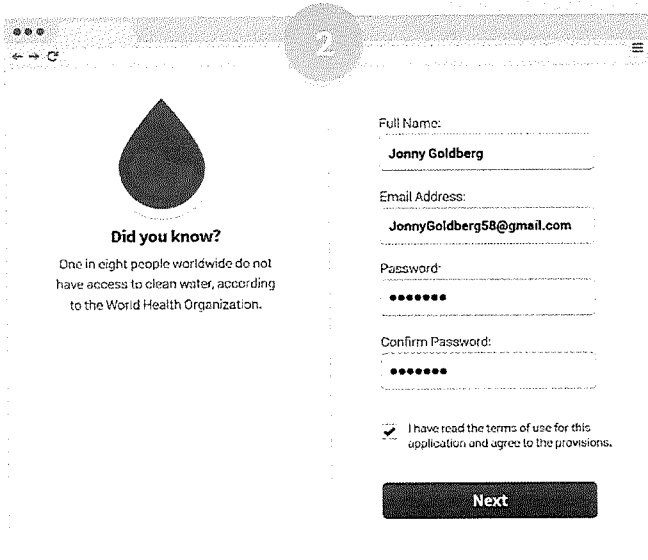 2
Did you know?
One in eight people worldwide do not
have access to clean water, according
to the World Health Organization.
Full Name:
Jonny Goldberg
Email Address:
JonnyGoldberg58@gmail.com
Password:
●●●●●●●
Confirm Password:
●●●●●●●
I have read the terms of use for this
application and agree to the provisions.
Next